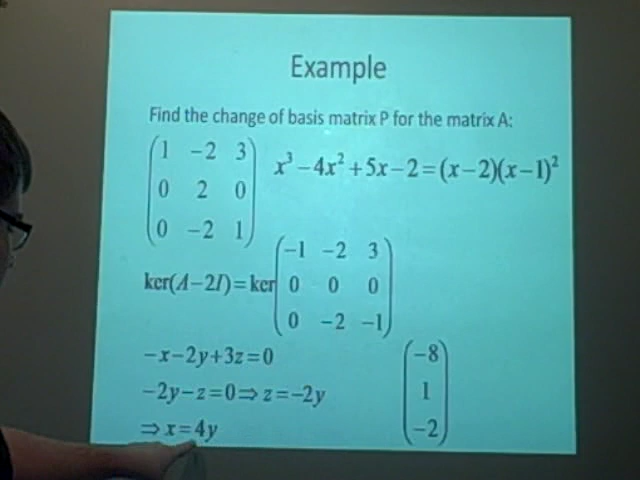 Example
Find the change of basis matrix P for the matrix A:
1 -2 3
0 2 0
0 -2 1
x³ - 4x² + 5x - 2 = (x - 2)(x - 1)²
ker(A - 2I) = ker
-1 -2 3
0 0 0
0 -2 -1
-x - 2y + 3z = 0
-2y - z = 0 ⇒ z = -2y
⇒ x = 4y
-8
1
-2